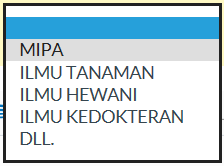 MIPA
ILMU TANAMAN
ILMU HEWANI
ILMU KEDOKTERAN
DLL.